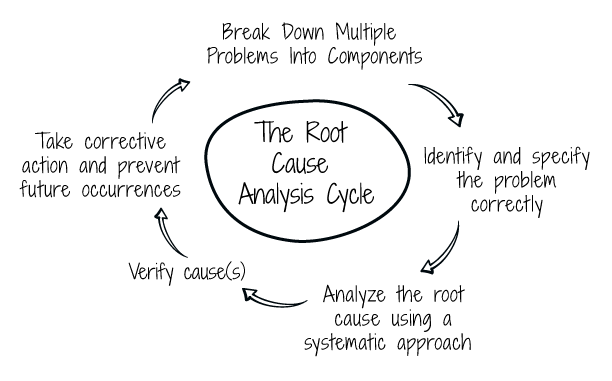 Break Down Multiple
Problems Into Components
The Root
Cause
Analysis Cycle
Identify and specify
the problem
correctly
Analyze the root
cause using a
systematic approach
Verify cause(s)
Take corrective
action and prevent
future occurrences